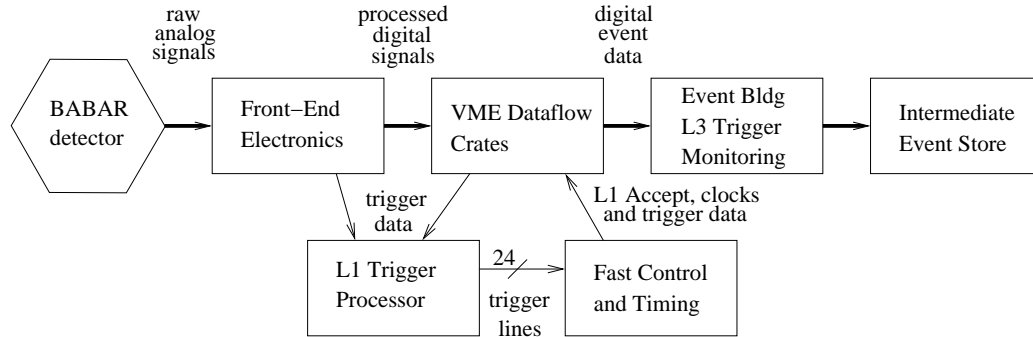 raw
analog
signals
processed
digital
signals
digital
event
data
BABAR
detector
Front−End
Electronics
VME Dataflow
Crates
Event Bldg
L3 Trigger
Monitoring
Intermediate
Event Store
trigger
data
L1 Accept, clocks
and trigger data
L1 Trigger
Processor
24
trigger
lines
Fast Control
and Timing